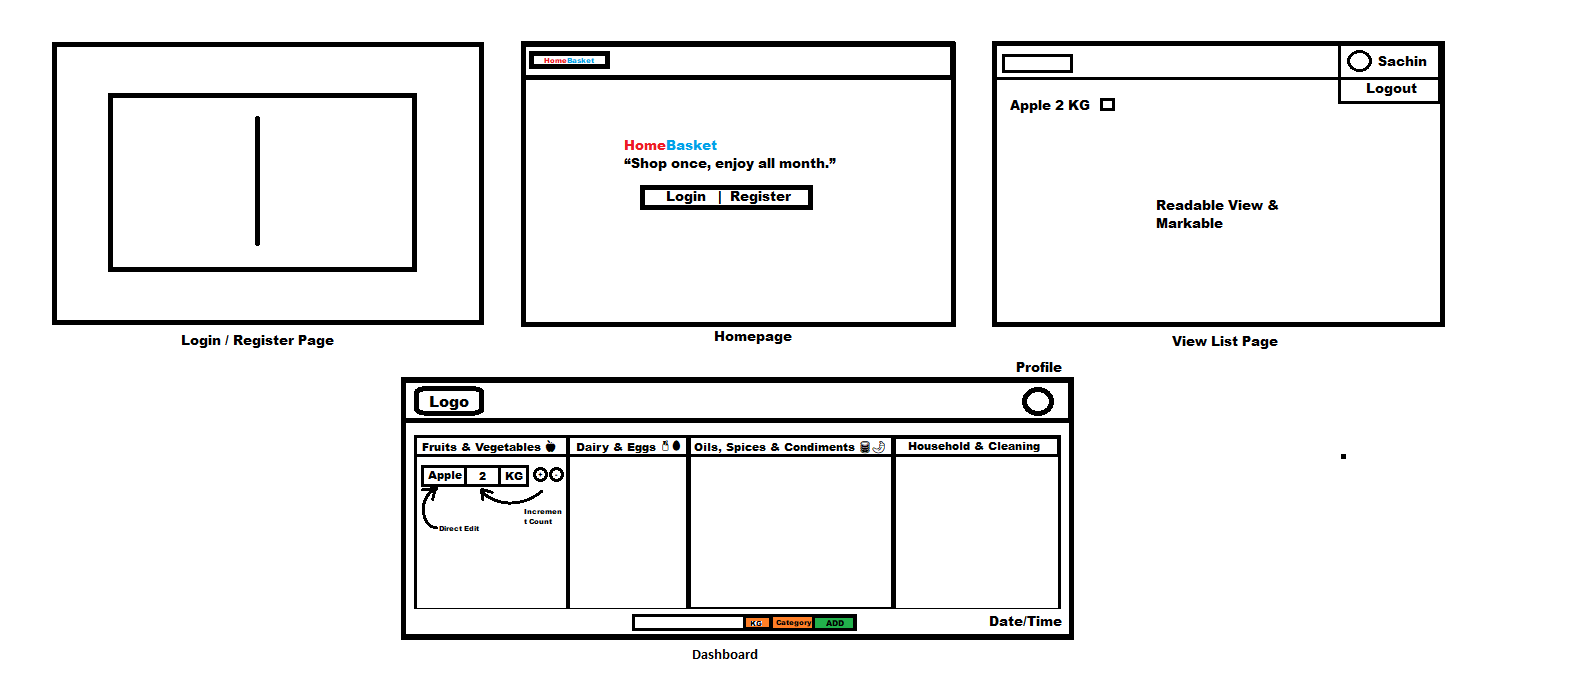 HomeBasket
HomeBasket
“Shop once, enjoy all month.”
Login | Register
Sachin
Logout
Apple 2 KG
Readable View &
Markable
Login / Register Page
Homepage
View List Page
Profile
Logo
Fruits & Vegetables
Dairy & Eggs
Oils, Spices & Condiments
Household & Cleaning
Apple 2 KG + -
Incremen
t Count
Direct Edit
KG Category ADD
Date/Time
Dashboard